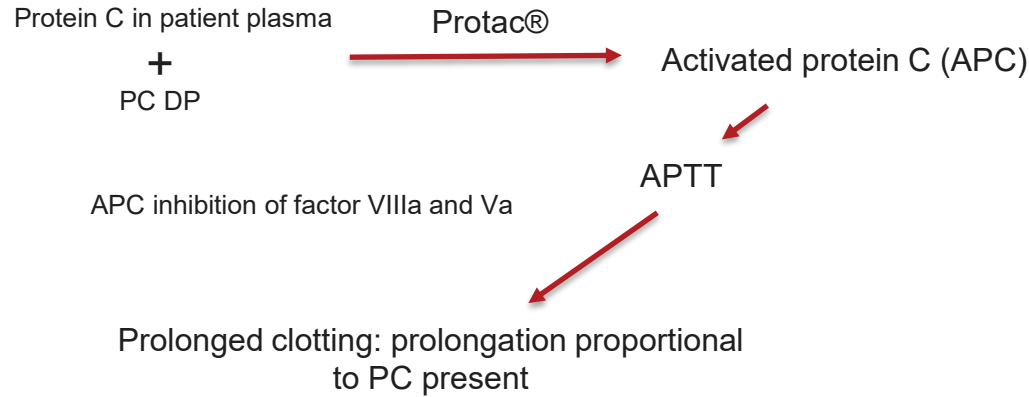 Protein C in patient plasma
+
PC DP
Protac®
Activated protein C (APC)
APTT
APC inhibition of factor VIIIa and Va
Prolonged clotting: prolongation proportional
to PC present